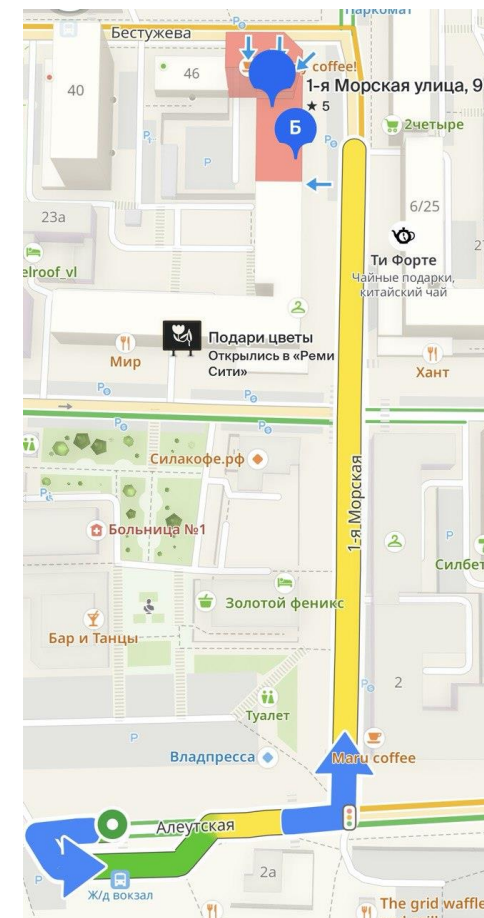 Паркомат
Бестужева
y coffee!
46
1-я Морская улица, 9
★ 5
40
Б
2четыре
P
6/25
23а
2
Ти Форте
elroof_vl
Чайные подарки,
китайский чай
Подари цветы
Открылись в «Реми
Сити»
Мир
Хант
Силакофе.рф
1-я Морская
Больница №1
P
Силбет
Золотой феникс
Бар и Танцы
2
Туалет
P
Владпресса
Maru coffee
Алеутская
2а
P
Ж/д вокзал
The grid waffle